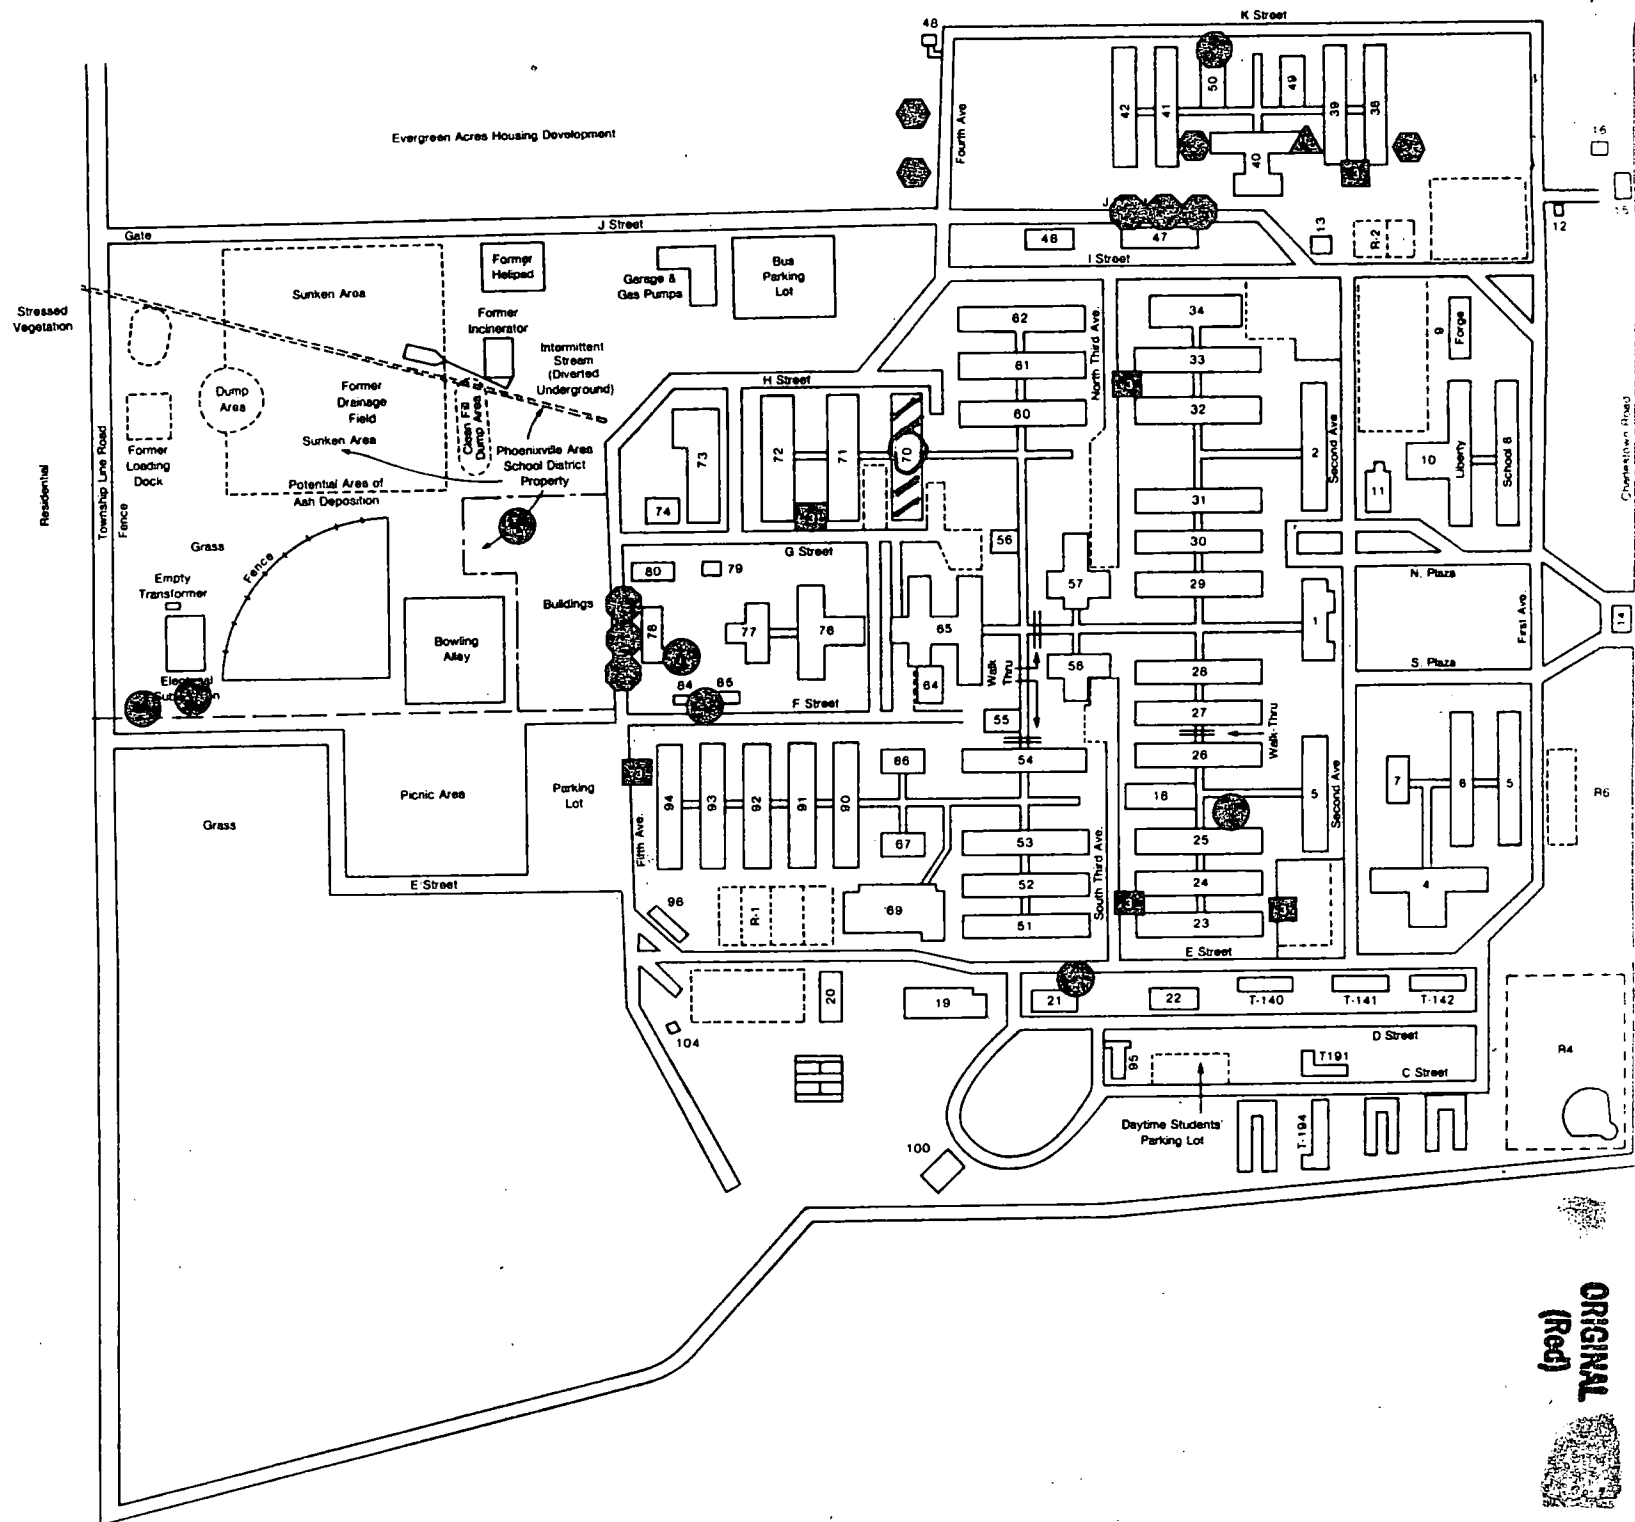 K Street
48
Evergreen Acres Housing Development
Fourth Ave
42
41
50
49
39
38
40
16
15
12
13
R-2
Gate
J Street
48
47
I Street
Stressed
Vegetation
Sunken Area
Former
Helipad
Garage &
Gas Pumps
Bus
Parking
Lot
Former
Incinerator
Intermittent
Stream
(Diverted
Underground)
Dump
Area
Former
Drainage
Field
Clean Fill
Dump Area
Former
Loading
Dock
Sunken Area
Phoenixville Area
School District
Property
Potential Area of
Ash Deposition
Residential
Township Line Road
Fence
Grass
Fence
Empty
Transformer
Electrical
Bowling
Alley
Buildings
H Street
73
74
72
71
70
62
61
60
North Third Ave.
34
33
32
31
30
29
2
Second Ave
9
Forge
10
Liberty
School 8
11
Charlestown Road
G Street
80
79
78
77
76
84
85
F Street
56
65
64
55
Walk
Thru
57
58
1
28
27
26
Walk-Thru
N. Plaza
S. Plaza
First Ave.
14
Picnic Area
Parking
Lot
Grass
E Street
Fifth Ave.
94
93
92
91
90
86
67
54
53
52
51
South Third Ave.
18
25
24
23
5
Second Ave
7
6
5
4
R6
96
R-1
69
E Street
20
19
21
22
T-140
T-141
T-142
104
D Street
95
T191
C Street
R4
Daytime Students'
Parking Lot
T-194
100
ORIGINAL
(Red)